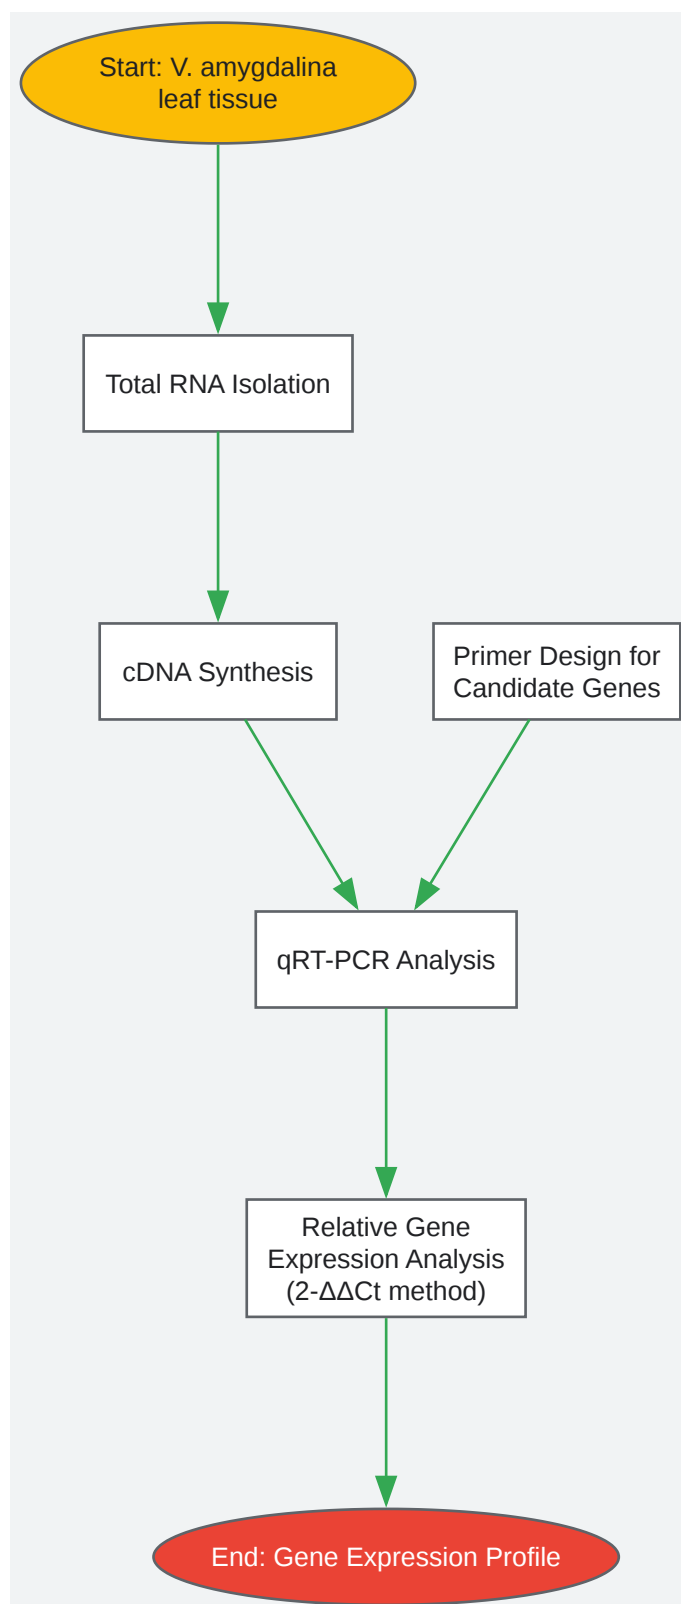 Start: V. amygdalina
leaf tissue
Total RNA Isolation
cDNA Synthesis
Primer Design for
Candidate Genes
qRT-PCR Analysis
Relative Gene
Expression Analysis
(2-ΔΔCt method)
End: Gene Expression Profile